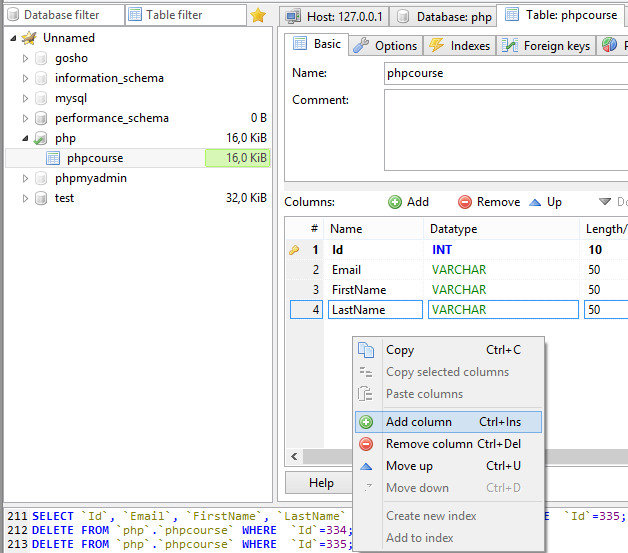 Database filter Table filter
Unnamed
gosho
information_schema
mysql
performance_schema 0 B
php 16,0 KiB
phpcourse 16,0 KiB
phpmyadmin
test 32,0 KiB
Host: 127.0.0.1 Database: php Table: phpcourse
Basic Options Indexes Foreign keys P
Name: phpcourse
Comment:
Columns: Add Remove Up Do
# Name Datatype Length/
1 Id INT 10
2 Email VARCHAR 50
3 FirstName VARCHAR 50
4 LastName VARCHAR 50
Copy Ctrl+C
Copy selected columns
Paste columns
Add column Ctrl+Ins
Remove column Ctrl+Del
Move up Ctrl+U
Move down Ctrl+D
Create new index
Add to index
Help
211 SELECT `Id`, `Email`, `FirstName`, `LastName` `Id`=335;
212 DELETE FROM `php`.`phpcourse` WHERE `Id`=334;
213 DELETE FROM `php`.`phpcourse` WHERE `Id`=335;